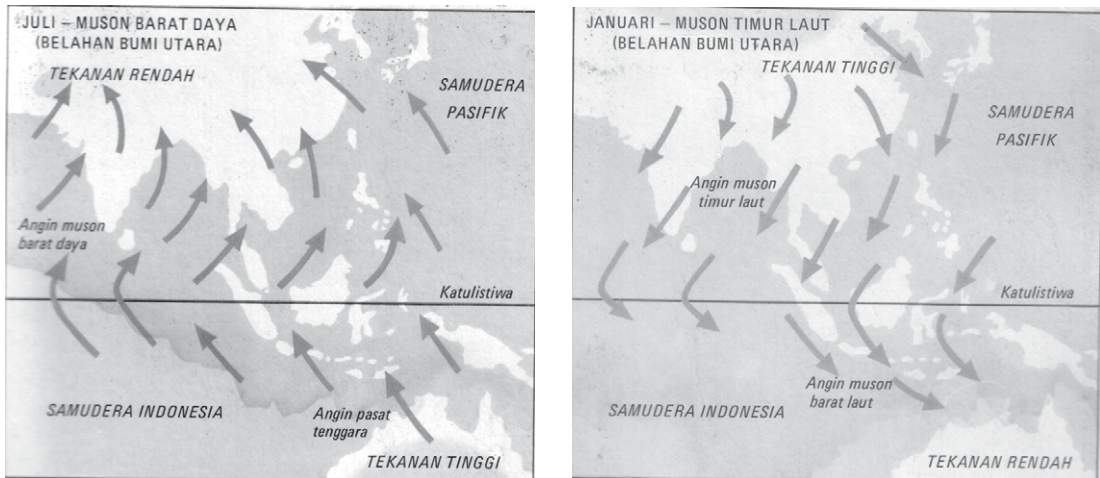 JULI – MUSON BARAT DAYA
(BELAHAN BUMI UTARA)
TEKANAN RENDAH
SAMUDERA
PASIFIK
Angin muson
barat daya
Katulistiwa
SAMUDERA INDONESIA
Angin pasat
tenggara
TEKANAN TINGGI
JANUARI – MUSON TIMUR LAUT
(BELAHAN BUMI UTARA)
TEKANAN TINGGI
SAMUDERA
PASIFIK
Angin muson
timur laut
Katulistiwa
Angin muson
barat laut
SAMUDERA INDONESIA
TEKANAN RENDAH